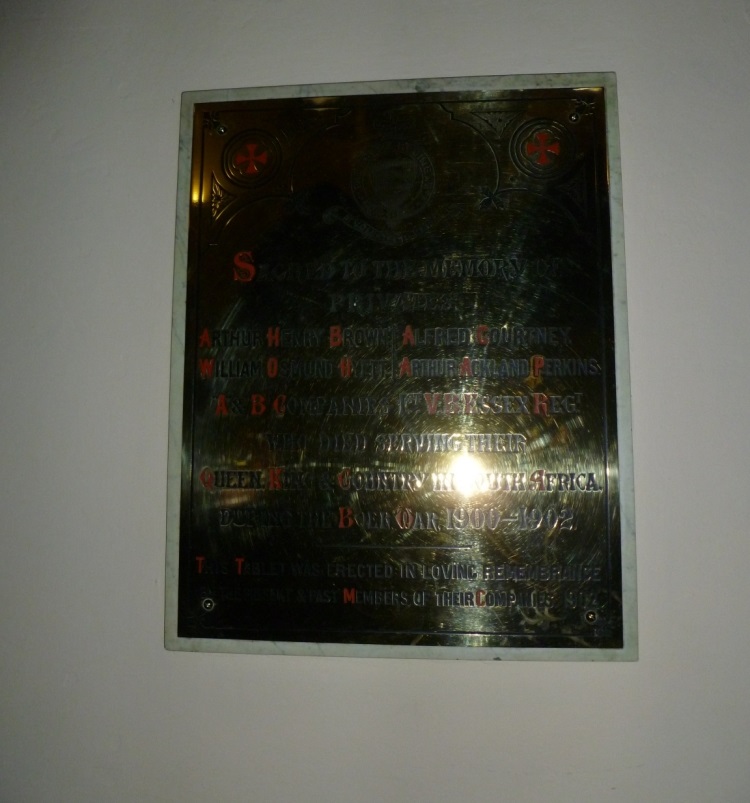 SACRED TO THE MEMORY OF
PRIVATES
ARTHUR HENRY BROWN. ALFRED COURTNEY.
WILLIAM OSMUND ARTHUR ACKLAND PERKINS.
A & B COMPANIES 1ST V.B. ESSEX REGT
WHO DIED SERVING THEIR
QUEEN, KING & COUNTRY IN SOUTH AFRICA.
DURING THE BOER WAR, 1900-1902.
THIS TABLET WAS ERECTED IN LOVING REMEMBRANCE
PRESENT & PAST MEMBERS OF THEIR COMPANIES